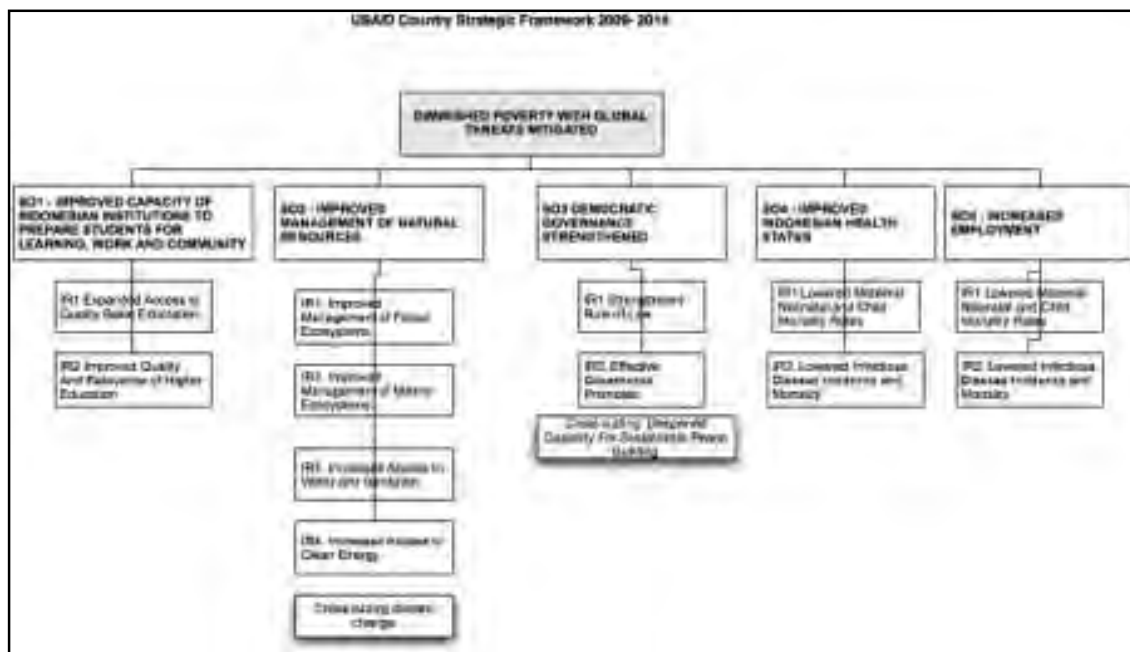 USAID Country Strategic Framework 2009- 2014
DIMINISHED POVERTY WITH GLOBAL
THREATS MITIGATED
SO1 - IMPROVED CAPACITY OF
INDONESIAN INSTITUTIONS TO
PREPARE STUDENTS FOR
LEARNING, WORK AND COMMUNITY
IR1 Expanded Access to
Quality Basic Education
IR2 Improved Quality
And Relevance of Higher
Education
SO2 - IMPROVED
MANAGEMENT OF NATURAL
RESOURCES
IR1. Improved
Management of Forest
Ecosystems
Improved
Management of Marine
Ecosystems
IR3. Increased Access to
Water and Sanitation
IR4. Increased Access to
Clean Energy
Cross cutting climate
change
SO3 DEMOCRATIC
GOVERNANCE
STRENGTHENED
IR1 Strengthened
Rule of Law
IR2. Effective
Governance
Promoted
Cross-cutting: Deepened
Capacity For Sustainable Peace
Building
SO4 - IMPROVED
INDONESIAN HEALTH
STATUS
IR1 Lowered Maternal
Neonatal and Child
Mortality Rates
IR2. Lowered Infectious
Disease Incidents and
Mortality
SO5 - INCREASED
EMPLOYMENT
IR1 Lowered Maternal
Neonatal and Child
Mortality Rates
IR2. Lowered Infectious
Disease Incidents and
Mortality